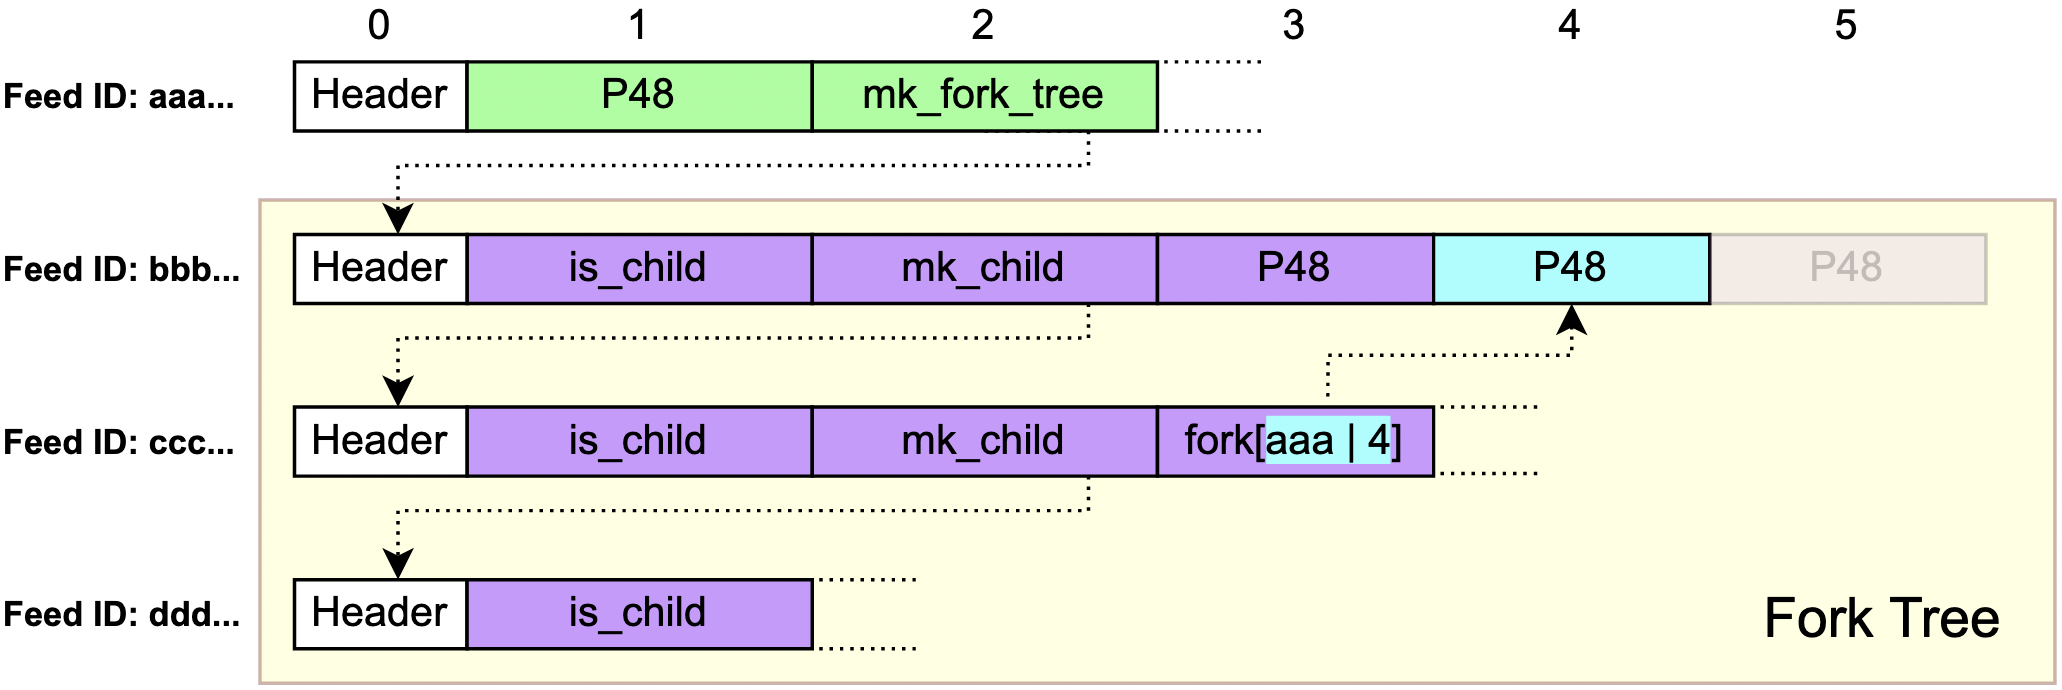 0 1 2 3 4 5
Feed ID: aaa... Header P48 mk_fork_tree
Feed ID: bbb... Header is_child mk_child P48 P48 P48
Feed ID: ccc... Header is_child mk_child fork[aaa | 4]
Feed ID: ddd... Header is_child
Fork Tree